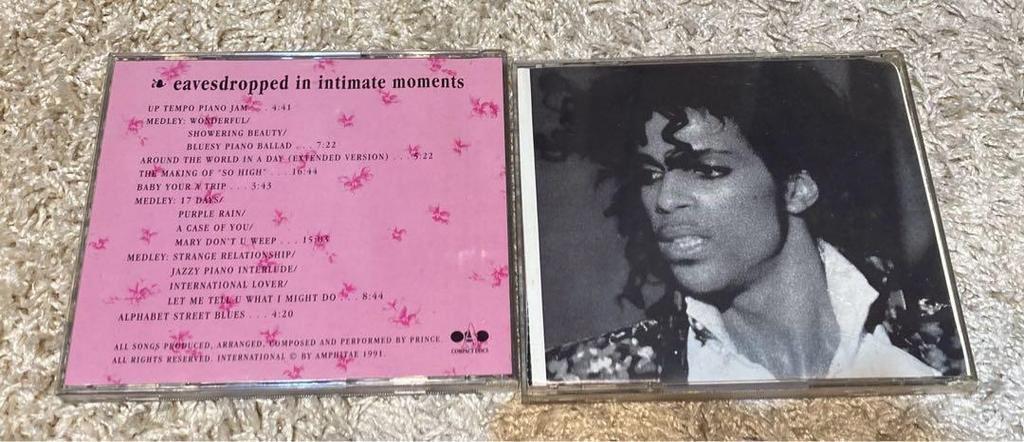 eavesdropped in intimate moments
UP TEMPO PIANO JAM . . . 4:41
MEDLEY: WONDERFUL/
SHOWERING BEAUTY/
BLUESY PIANO BALLAD . . . 7:22
AROUND THE WORLD IN A DAY (EXTENDED VERSION) . . . 5:22
THE MAKING OF "SO HIGH" . . . 16:44
BABY YOUR A TRIP . . . 3:43
MEDLEY: 17 DAYS/
PURPLE RAIN/
A CASE OF YOU/
MARY DON'T U WEEP . . . 15:03
MEDLEY: STRANGE RELATIONSHIP/
JAZZY PIANO INTERLUDE/
INTERNATIONAL LOVER/
LET ME TELL U WHAT I MIGHT DO . . . 8:44
ALPHABET STREET BLUES . . . 4:20
ALL SONGS PRODUCED, ARRANGED, COMPOSED AND PERFORMED BY PRINCE.
ALL RIGHTS RESERVED. INTERNATIONAL © BY AMPHITAE 1991.
A
COMPACT DISCS